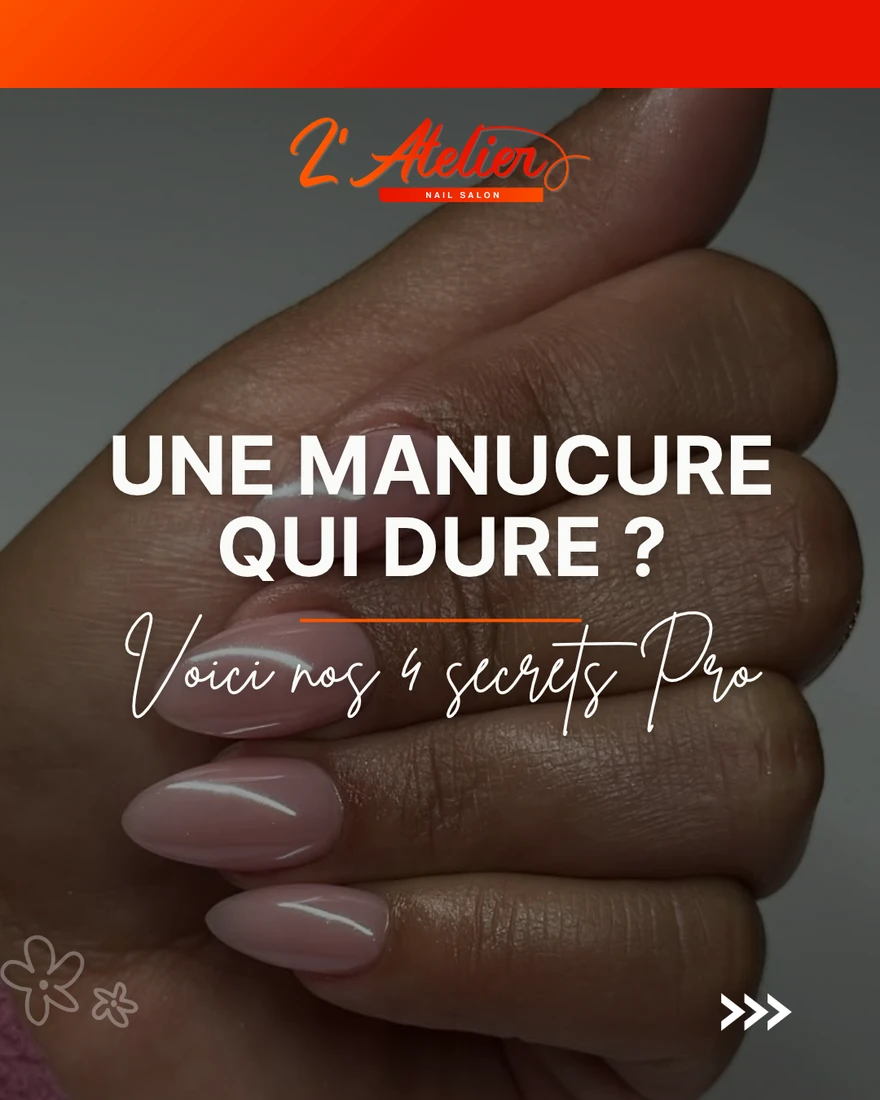 L'Atelier
NAIL SALON
UNE MANUCURE
QUI DURE ?
Voici nos 4 secrets Pro
>>>